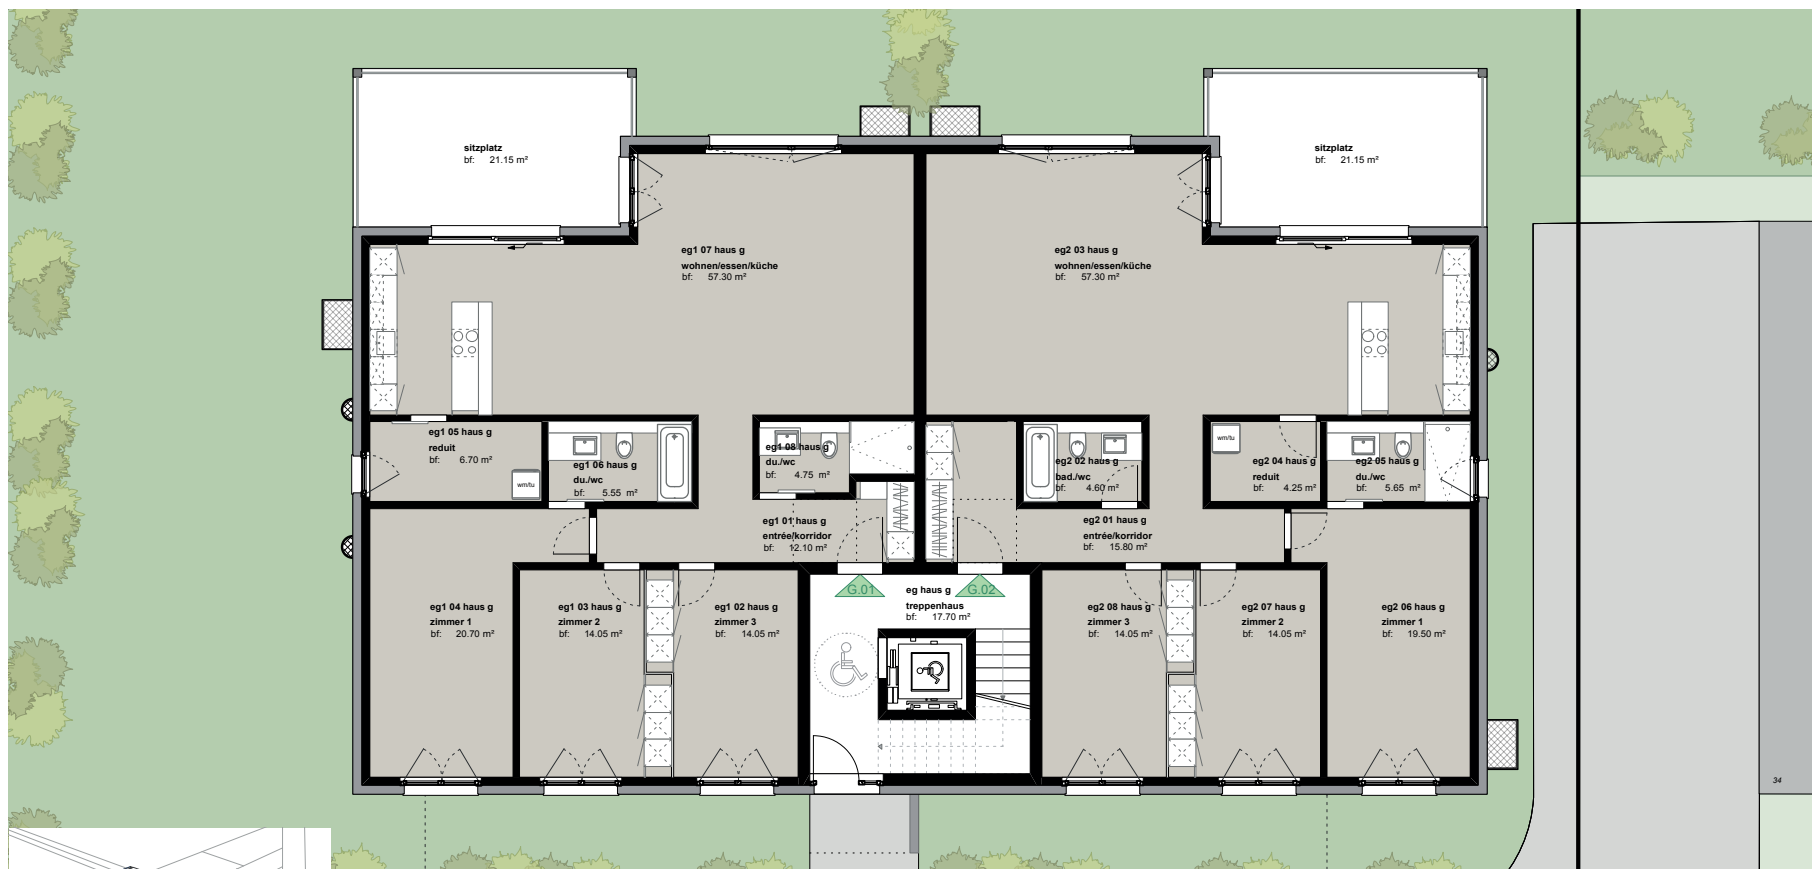 sitzplatz
bf: 21.15 m²
sitzplatz
bf: 21.15 m²
eg1 07 haus g
wohnen/essen/küche
bf: 57.30 m²
eg2 03 haus g
wohnen/essen/küche
bf: 57.30 m²
eg1 05 haus g
reduit
bf: 6.70 m²
wm/tu
eg1 06 haus g
du./wc
bf: 5.55 m²
eg1 08 haus g
du./wc
bf: 4.75 m²
eg2 02 haus g
bad./wc
bf: 4.60 m²
wm/tu
eg2 04 haus g
reduit
bf: 4.25 m²
eg2 05 haus g
du./wc
bf: 5.65 m²
eg1 01 haus g
entrée/korridor
bf: 12.10 m²
eg2 01 haus g
entrée/korridor
bf: 15.80 m²
G.01
G.02
eg haus g
treppenhaus
bf: 17.70 m²
eg1 04 haus g
zimmer 1
bf: 20.70 m²
eg1 03 haus g
zimmer 2
bf: 14.05 m²
eg1 02 haus g
zimmer 3
bf: 14.05 m²
eg2 08 haus g
zimmer 3
bf: 14.05 m²
eg2 07 haus g
zimmer 2
bf: 14.05 m²
eg2 06 haus g
zimmer 1
bf: 19.50 m²
34